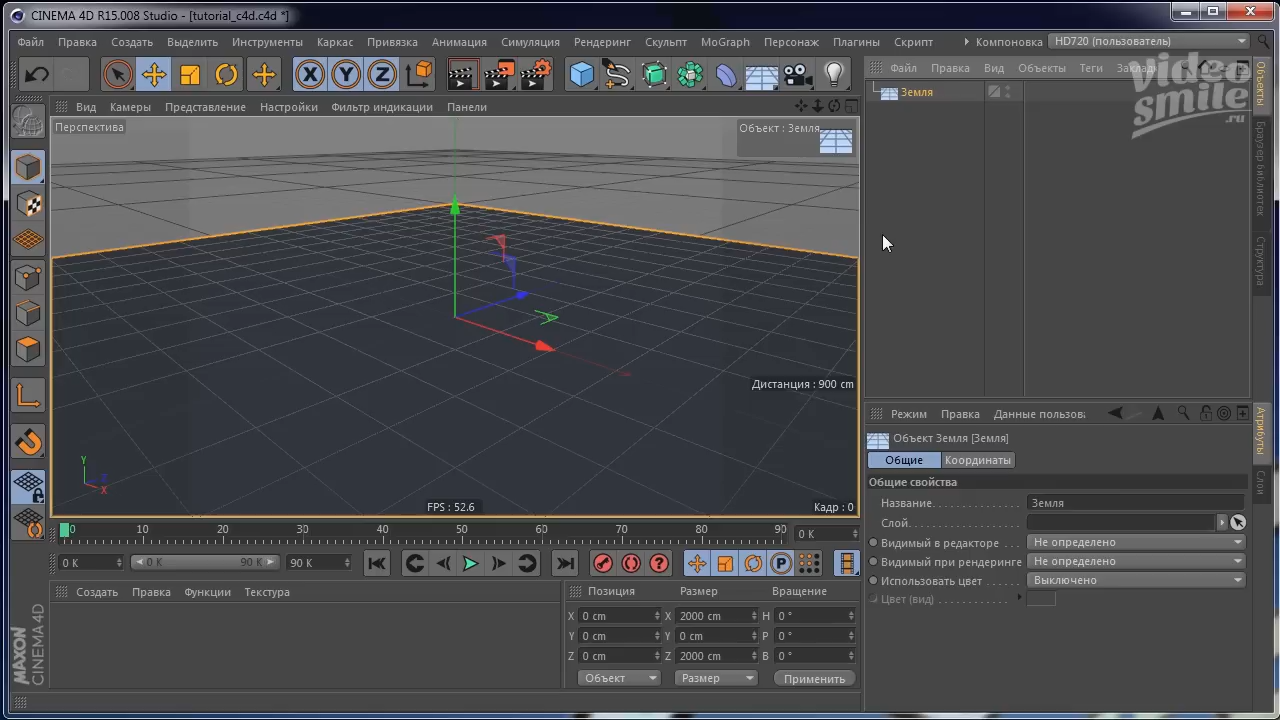 CINEMA 4D R15.008 Studio - [tutorial_c4d.c4d *]
Файл Правка Создать Выделить Инструменты Каркас Привязка Анимация Симуляция Рендеринг Скульпт MoGraph Персонаж Плагины Скрипт Компоновка HD720 (пользователь)
Файл Правка Вид Объекты Теги Заклад
video smile .ru
Земля
Вид Камеры Представление Настройки Фильтр индикации Панели
Перспектива
Объект : Земля
Дистанция : 900 cm
Y
Z
X
FPS : 52.6
Кадр : 0
Объекты
Браузер библиотек
Структура
Атрибуты
Слои
Режим Правка Данные пользов
Объект Земля [Земля]
Общие Координаты
Общие свойства
Название Земля
Слой
Видимый в редакторе Не определено
Видимый при рендеринге Не определено
Использовать цвет Выключено
Цвет (вид)
0 10 20 30 40 50 60 70 80 90 0 K
0 K 0 K 90 K 90 K
Создать Правка Функции Текстура
Позиция Размер Вращение
X 0 cm X 2000 cm H 0 °
Y 0 cm Y 0 cm P 0 °
Z 0 cm Z 2000 cm B 0 °
Объект Размер Применить
MAXON
CINEMA 4D